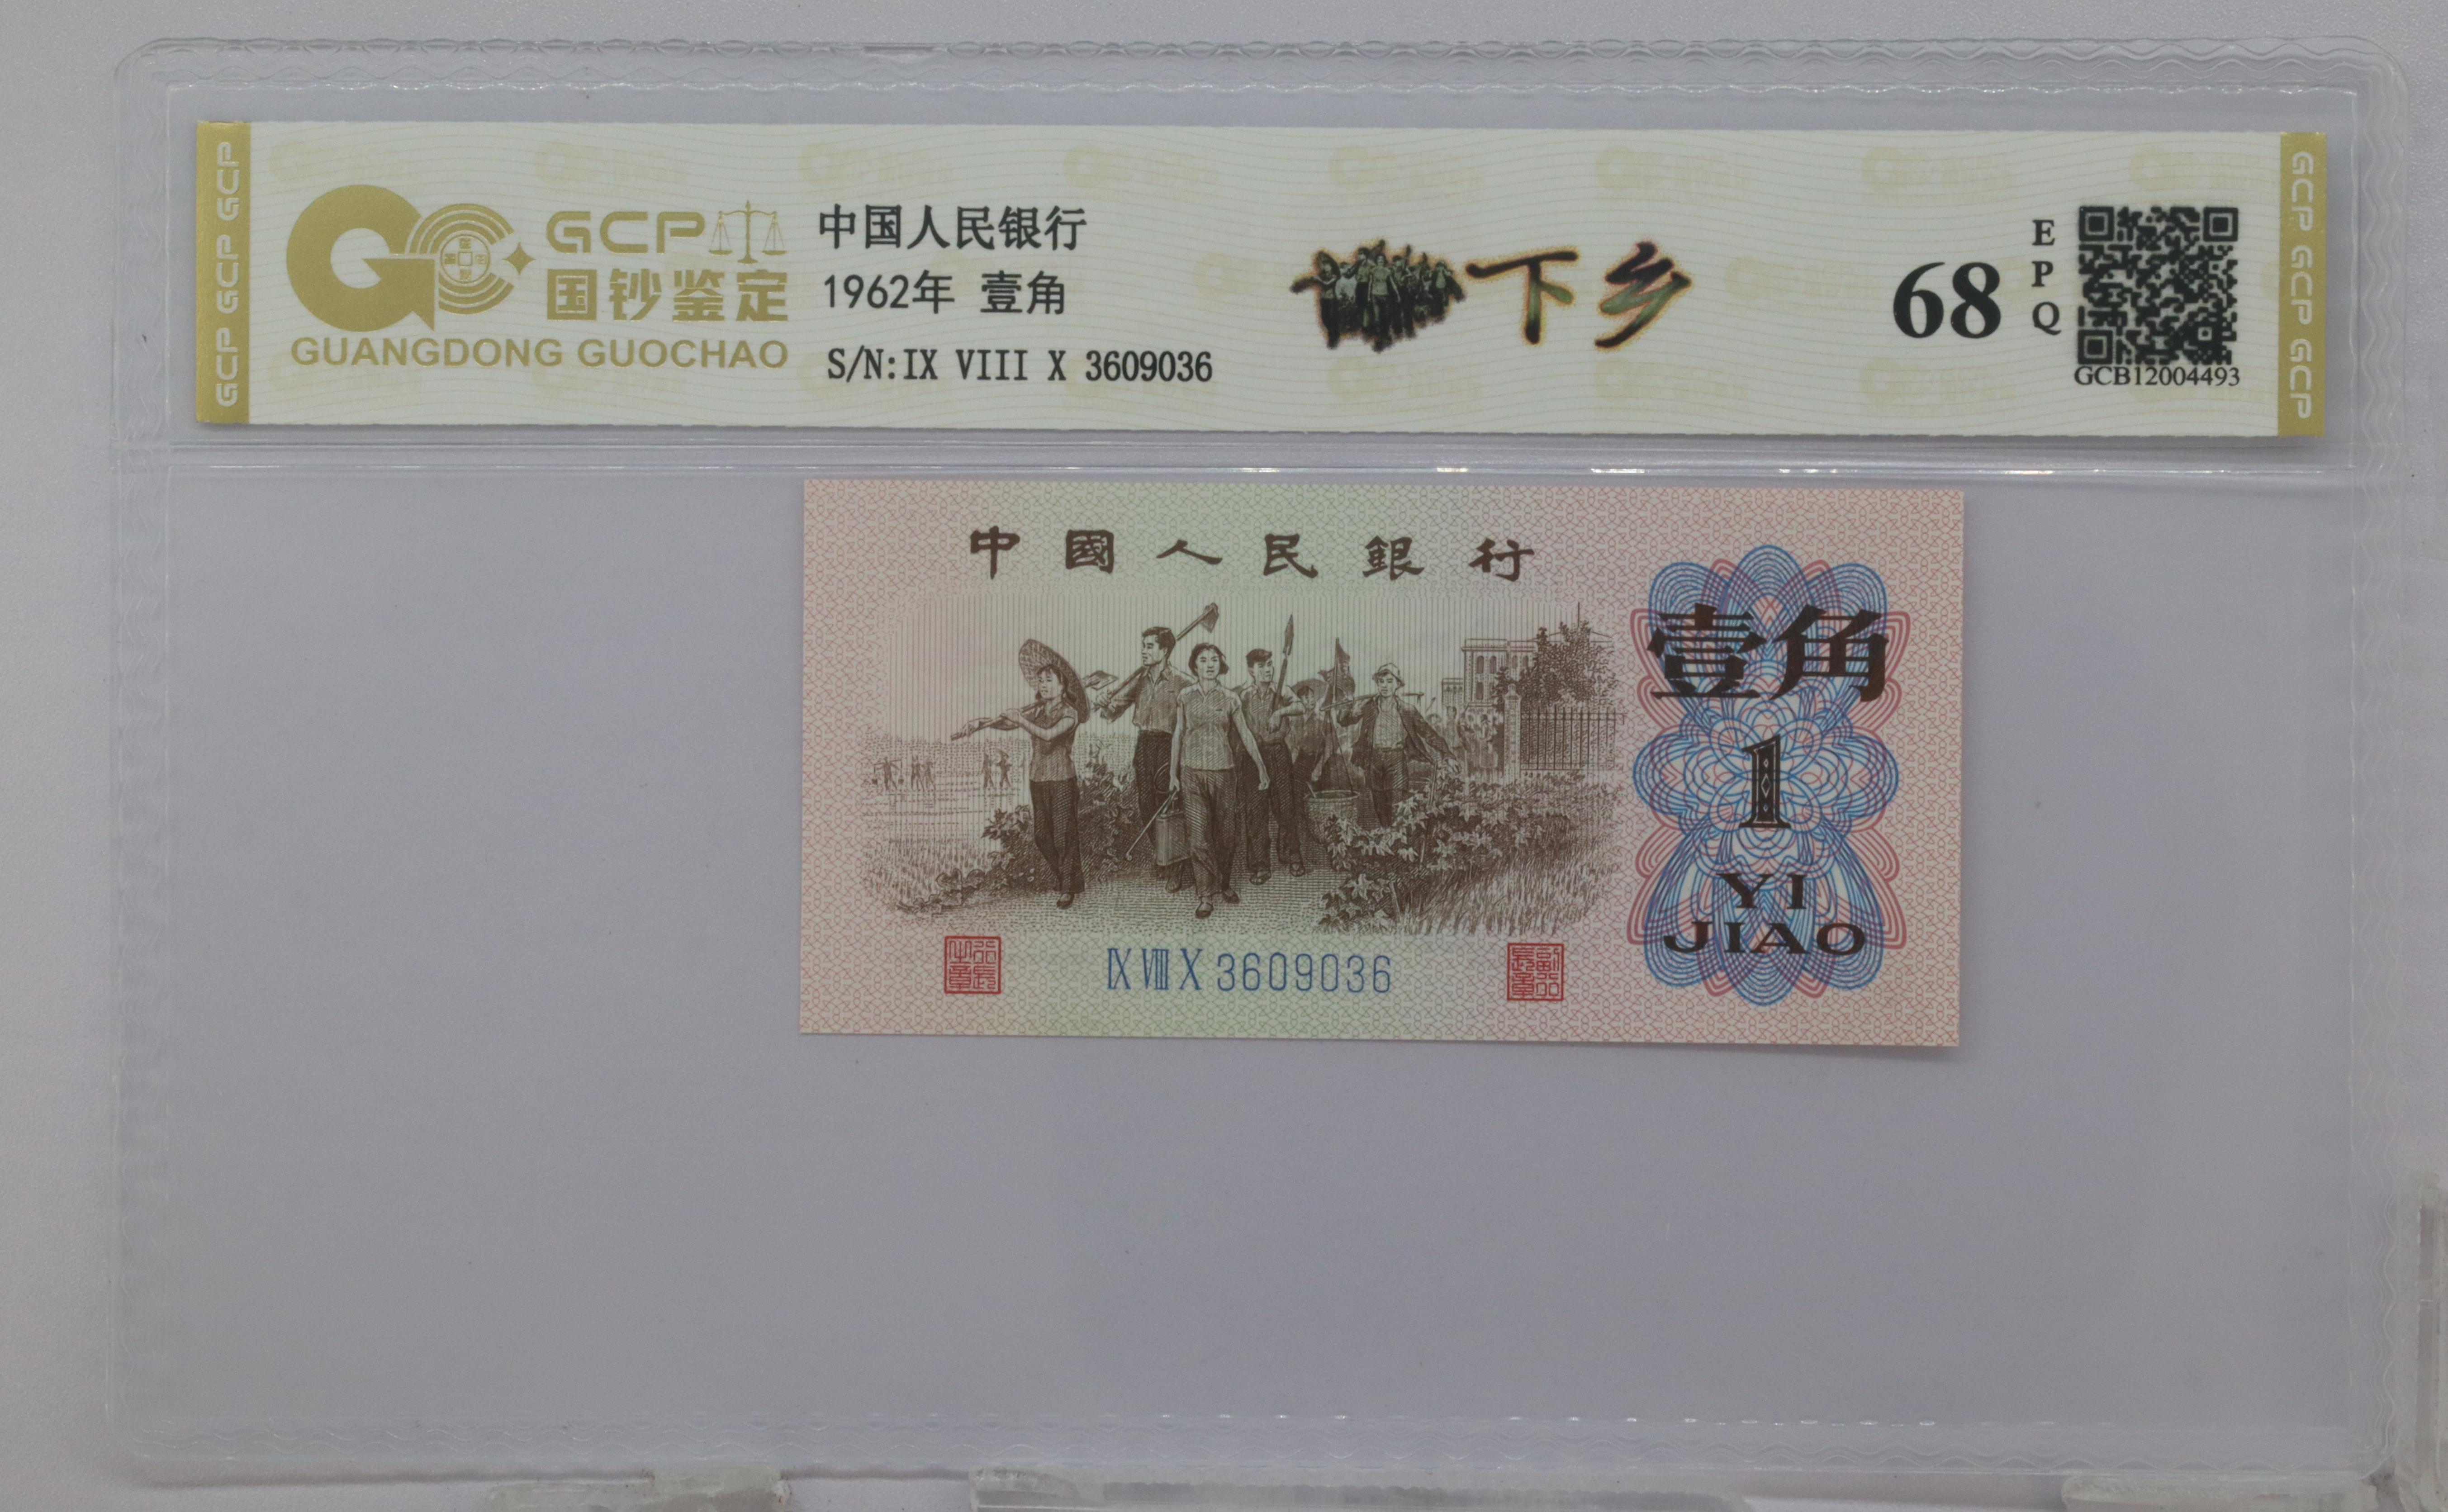 GCP GCP GCP
GCP
国钞鉴定
GUANGDONG GUOCHAO
中国人民银行
1962年 壹角
S/N:IX VIII X 3609036
下乡
68
EPQ
GCB12004493
GCP GCP GCP
中國人民銀行
壹角
1
YI
JIAO
IX VIII X 3609036